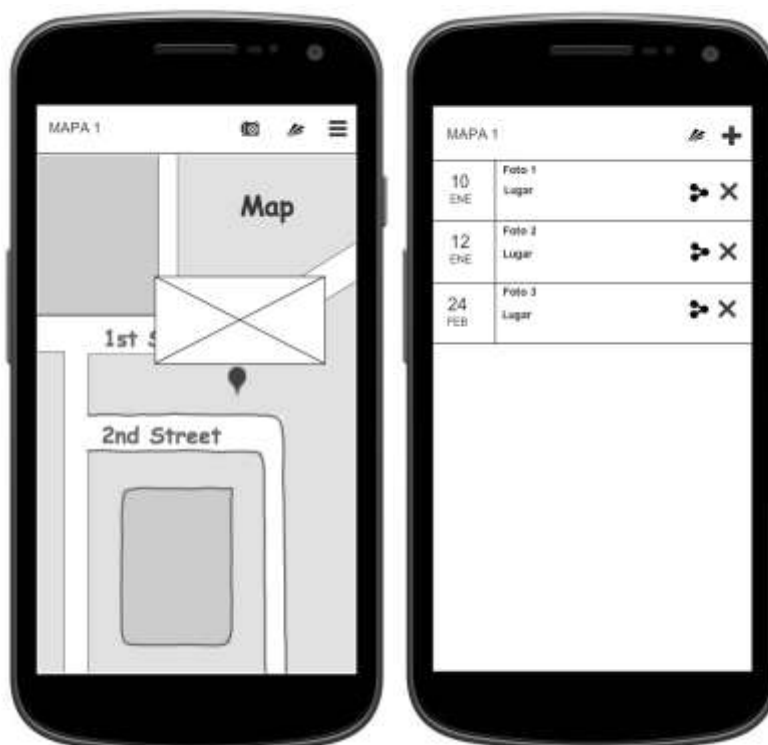 MAPA 1
Map
1st S
2nd Street
MAPA 1
10
ENE
Foto 1
Lugar
12
ENE
Foto 2
Lugar
24
FEB
Foto 3
Lugar